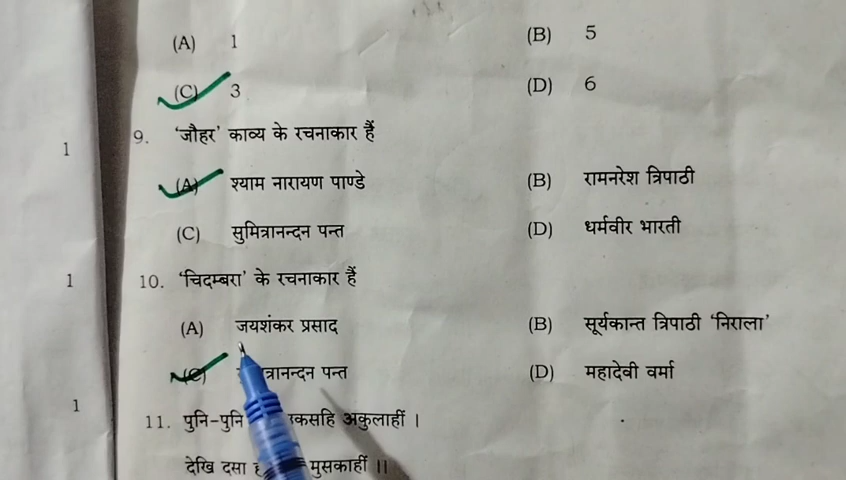 (A) 1 (B) 5
(C) 3 (D) 6
1 9. 'जौहर' काव्य के रचनाकार हैं
(A) श्याम नारायण पाण्डे (B) रामनरेश त्रिपाठी
(C) सुमित्रानन्दन पन्त (D) धर्मवीर भारती
1 10. 'चिदम्बरा' के रचनाकार हैं
(A) जयशंकर प्रसाद (B) सूर्यकान्त त्रिपाठी 'निराला'
(C) त्रानन्दन पन्त (D) महादेवी वर्मा
1 11. पुनि-पुनि कसहि अकुलाहीं ।
देखि दसा ह मुसकाहीं ।।